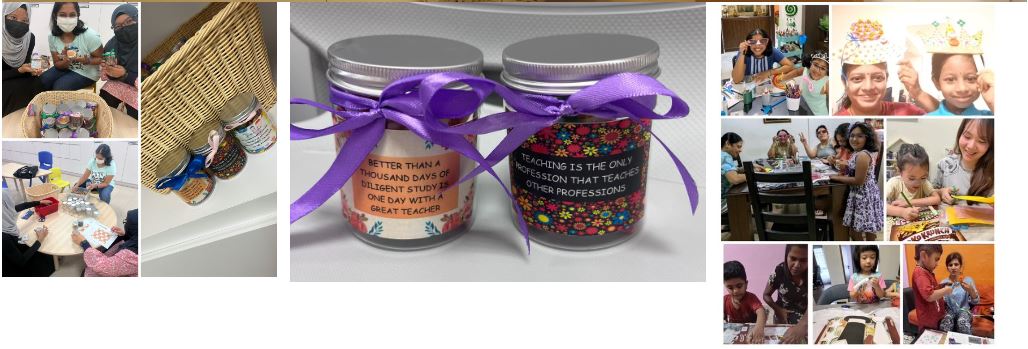 BETTER THAN A
THOUSAND DAYS OF
DILIGENT STUDY IS
ONE DAY WITH A
GREAT TEACHER
TEACHING IS THE ONLY
PROFESSION THAT TEACHES
OTHER PROFESSIONS